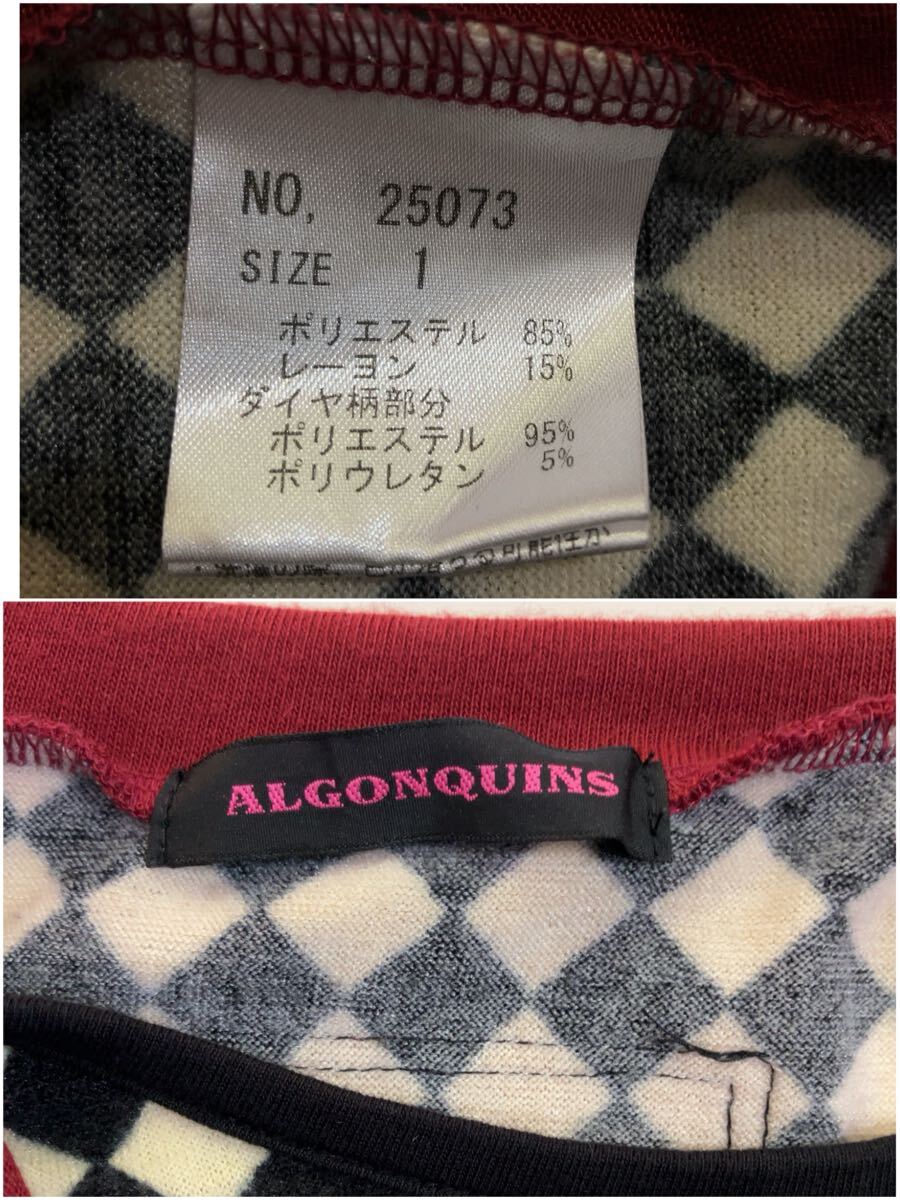 NO, 25073
SIZE 1
ポリエステル 85%
レーヨン 15%
ダイヤ柄部分
ポリエステル 95%
ポリウレタン 5%
ALGONQUINS